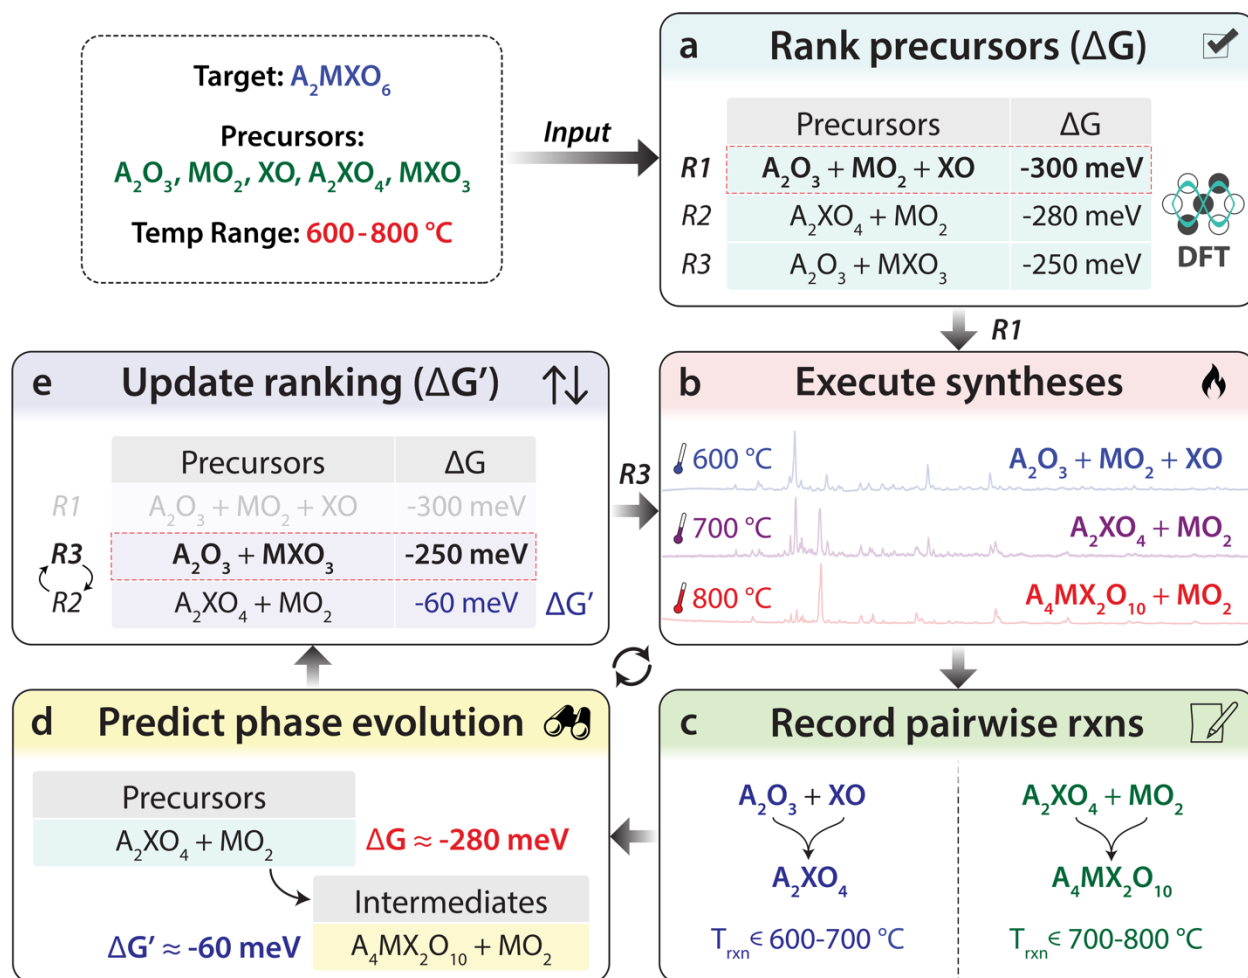 Target: A₂MXO₆
Precursors:
A₂O₃, MO₂, XO, A₂XO₄, MXO₃
Temp Range: 600-800 °C
Input
a Rank precursors (ΔG)
Precursors ΔG
R1 A₂O₃ + MO₂ + XO -300 meV
R2 A₂XO₄ + MO₂ -280 meV
R3 A₂O₃ + MXO₃ -250 meV
DFT
R1
b Execute syntheses
600 °C A₂O₃ + MO₂ + XO
700 °C A₂XO₄ + MO₂
800 °C A₄MX₂O₁₀ + MO₂
c Record pairwise rxns
A₂O₃ + XO
A₂XO₄
Tᵣₓₙ ∈ 600-700 °C
A₂XO₄ + MO₂
A₄MX₂O₁₀
Tᵣₓₙ ∈ 700-800 °C
d Predict phase evolution
Precursors
A₂XO₄ + MO₂ ΔG ≈ -280 meV
Intermediates
ΔG’ ≈ -60 meV A₄MX₂O₁₀ + MO₂
e Update ranking (ΔG’)
Precursors ΔG
R1 A₂O₃ + MO₂ + XO -300 meV
R3 A₂O₃ + MXO₃ -250 meV
R2 A₂XO₄ + MO₂ -60 meV ΔG’
R3